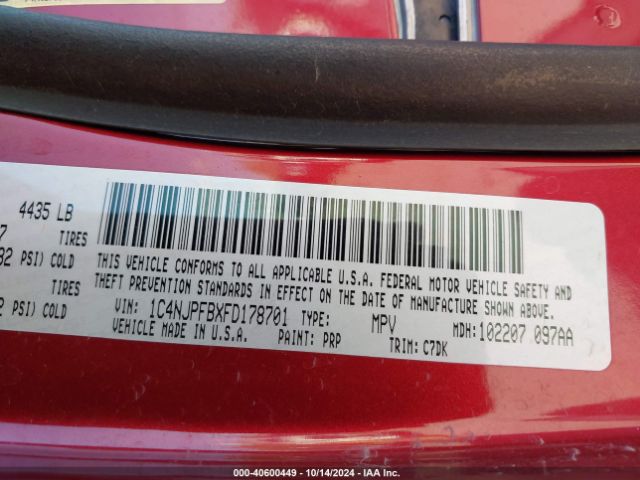 4435 LB
TIRES
PSI) COLD
TIRES
PSI) COLD
THIS VEHICLE CONFORMS TO ALL APPLICABLE U.S.A. FEDERAL MOTOR VEHICLE SAFETY AND
THEFT PREVENTION STANDARDS IN EFFECT ON THE DATE OF MANUFACTURE SHOWN ABOVE.
VIN: 1C4NJPFBXFD178701 TYPE: MPV MDH:102207 097AA
VEHICLE MADE IN U.S.A. PAINT: PRP TRIM: C7DK
000-40600449 - 10/14/2024 - IAA Inc.